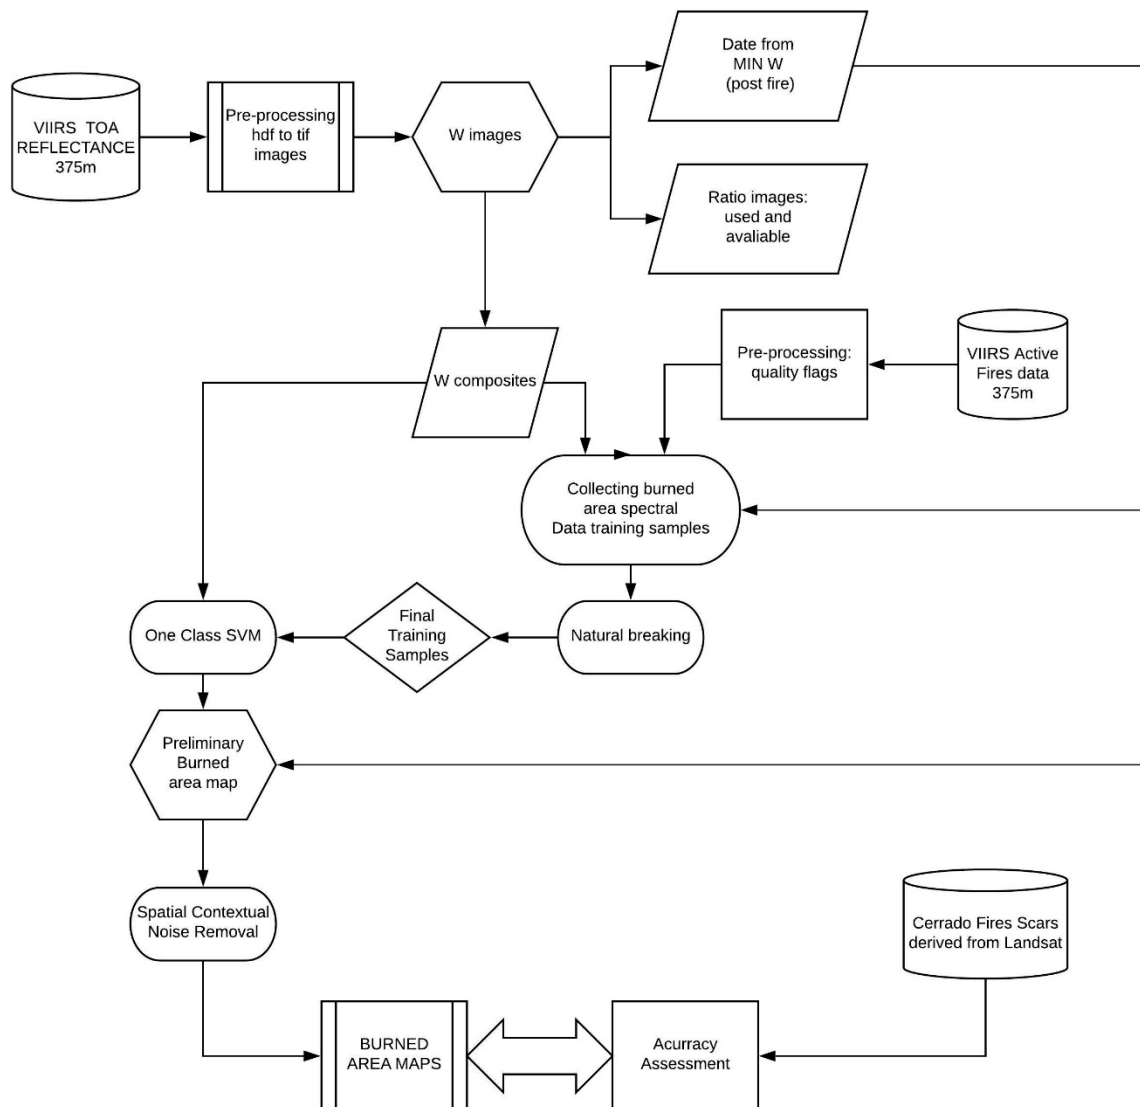 Date from
MIN W
(post fire)
VIIRS TOA
REFLECTANCE
375m
Pre-processing
hdf to tif
images
W images
Ratio images:
used and
avaliable
W composites
Pre-processing:
quality flags
VIIRS Active
Fires data
375m
Collecting burned
area spectral
Data training samples
One Class SVM
Final
Training
Samples
Natural breaking
Preliminary
Burned
area map
Spatial Contextual
Noise Removal
Cerrado Fires Scars
derived from Landsat
BURNED
AREA MAPS
Acurracy
Assessment